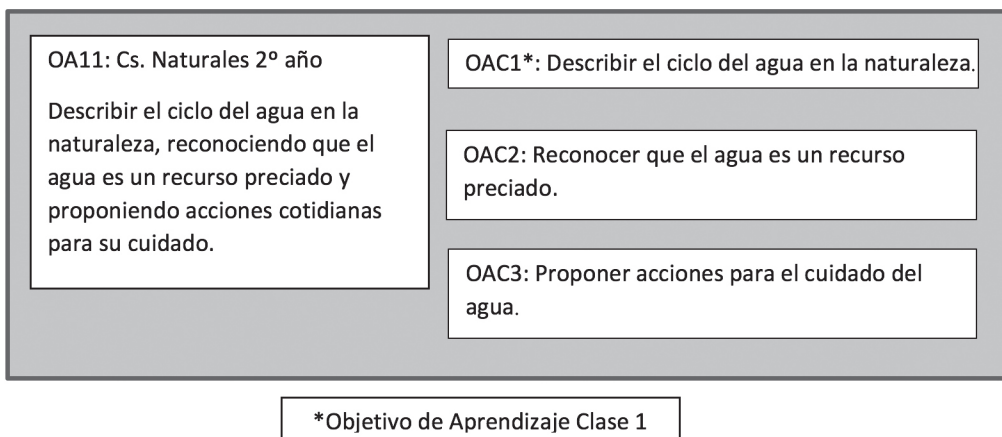 OA11: Cs. Naturales 2º año
Describir el ciclo del agua en la
naturaleza, reconociendo que el
agua es un recurso preciado y
proponiendo acciones cotidianas
para su cuidado.
OAC1*: Describir el ciclo del agua en la naturaleza.
OAC2: Reconocer que el agua es un recurso
preciado.
OAC3: Proponer acciones para el cuidado del
agua.
*Objetivo de Aprendizaje Clase 1